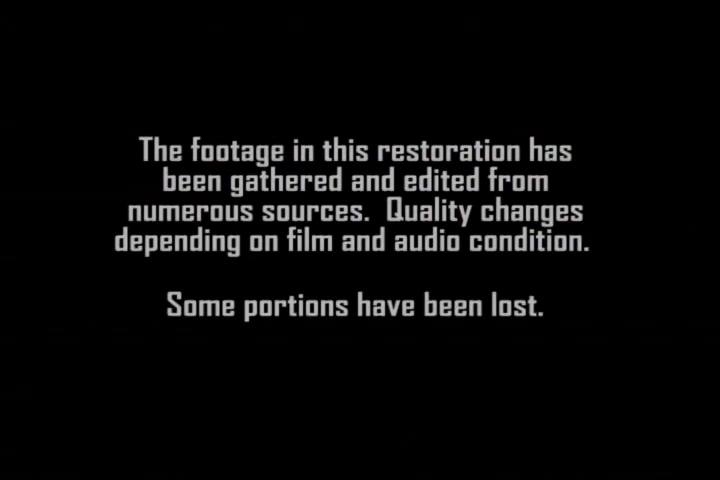 The footage in this restoration has
been gathered and edited from
numerous sources.  Quality changes
depending on film and audio condition.
Some portions have been lost.